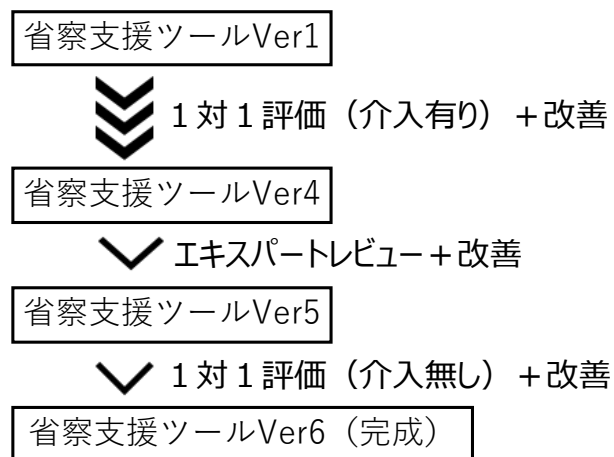 省察支援ツールVer1
１対１評価（介入有り）＋改善
省察支援ツールVer4
エキスパートレビュー＋改善
省察支援ツールVer5
１対１評価（介入無し）＋改善
省察支援ツールVer6（完成）